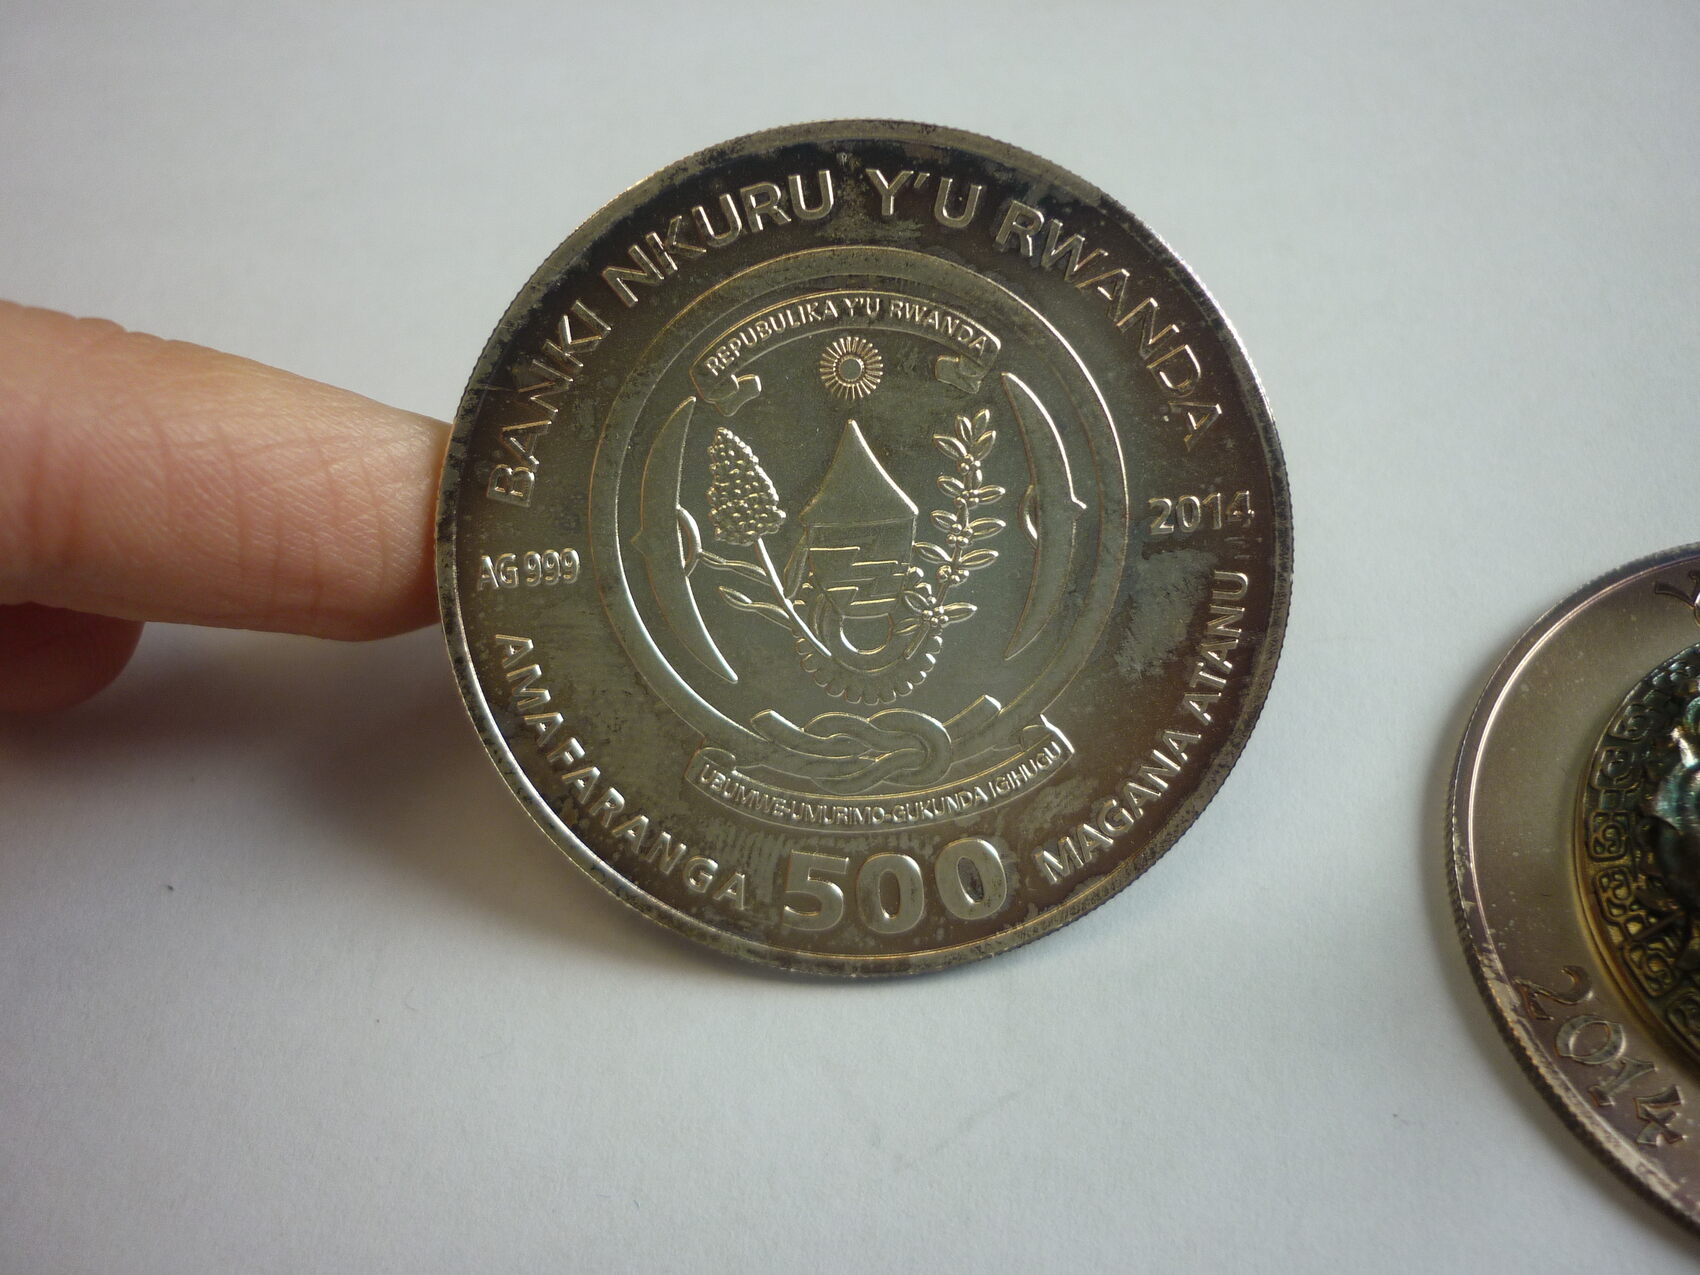 BANKI NKURU Y'U RWANDA
REPUBULIKA Y'U RWANDA
AG 999
2014
UBUMWE-UMURIMO-GUKUNDA IGIHUGU
AMAFARANGA 500 MAGANA ATANU
2014